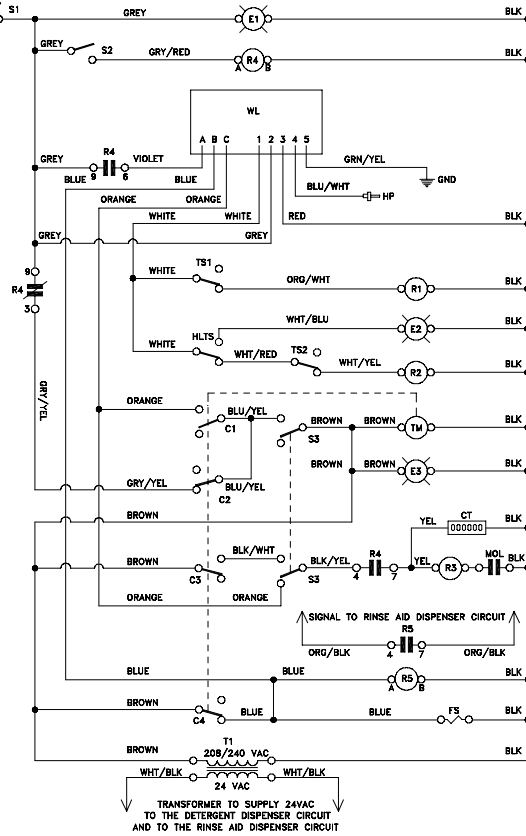 S1 GREY E1 BLK
GREY S2 GRY/RED R4 BLK
A B
WL
A B C 1 2 3 4 5
GREY R4 VIOLET GRN/YEL
9 6
BLUE BLUE BLU/WHT HP GND
ORANGE ORANGE
WHITE WHITE RED BLK
GREY GREY
TS1
9 WHITE ORG/WHT R1 BLK
R4
3
WHT/BLU E2 BLK
HLTS TS2
WHITE WHT/RED WHT/YEL R2 BLK
GRY/YEL
ORANGE BLU/YEL
C1 BROWN BROWN TM BLK
S3
BROWN BROWN E3 BLK
GRY/YEL BLU/YEL
C2
BROWN YEL CT BLK
000000
BLK/WHT
BROWN BLK/YEL R4 YEL R3 MOL BLK
C3 S3 4 7
ORANGE ORANGE
SIGNAL TO RINSE AID DISPENSER CIRCUIT
R5
ORG/BLK 4 7 ORG/BLK
BLUE BLUE R5 BLK
A B
BROWN
C4 BLUE BLUE FS BLK
T1
BROWN 208/240 VAC BLK
WHT/BLK 24 VAC WHT/BLK
TRANSFORMER TO SUPPLY 24VAC
TO THE DETERGENT DISPENSER CIRCUIT
AND TO THE RINSE AID DISPENSER CIRCUIT